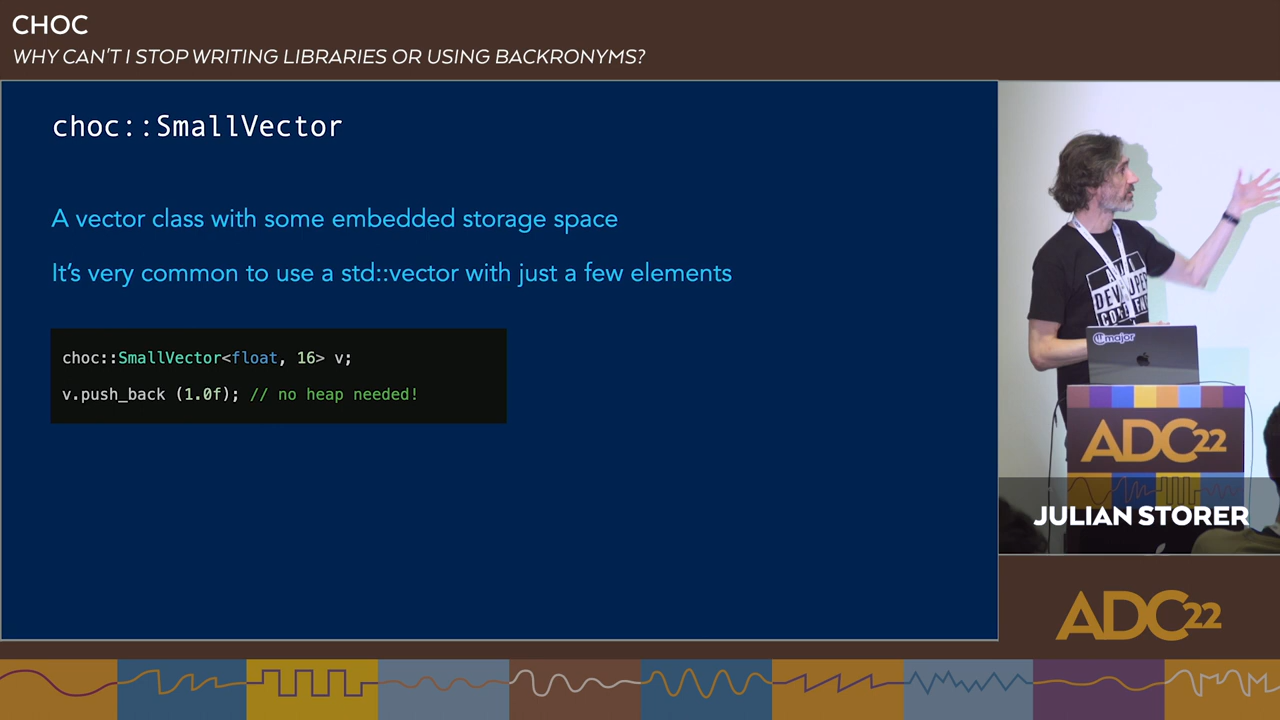 CHOC
WHY CAN'T I STOP WRITING LIBRARIES OR USING BACKRONYMS?
choc::SmallVector
A vector class with some embedded storage space
It's very common to use a std::vector with just a few elements
choc::SmallVector<float, 16> v;
v.push_back (1.0f); // no heap needed!
major
ADC22
JULIAN STORER
ADC22